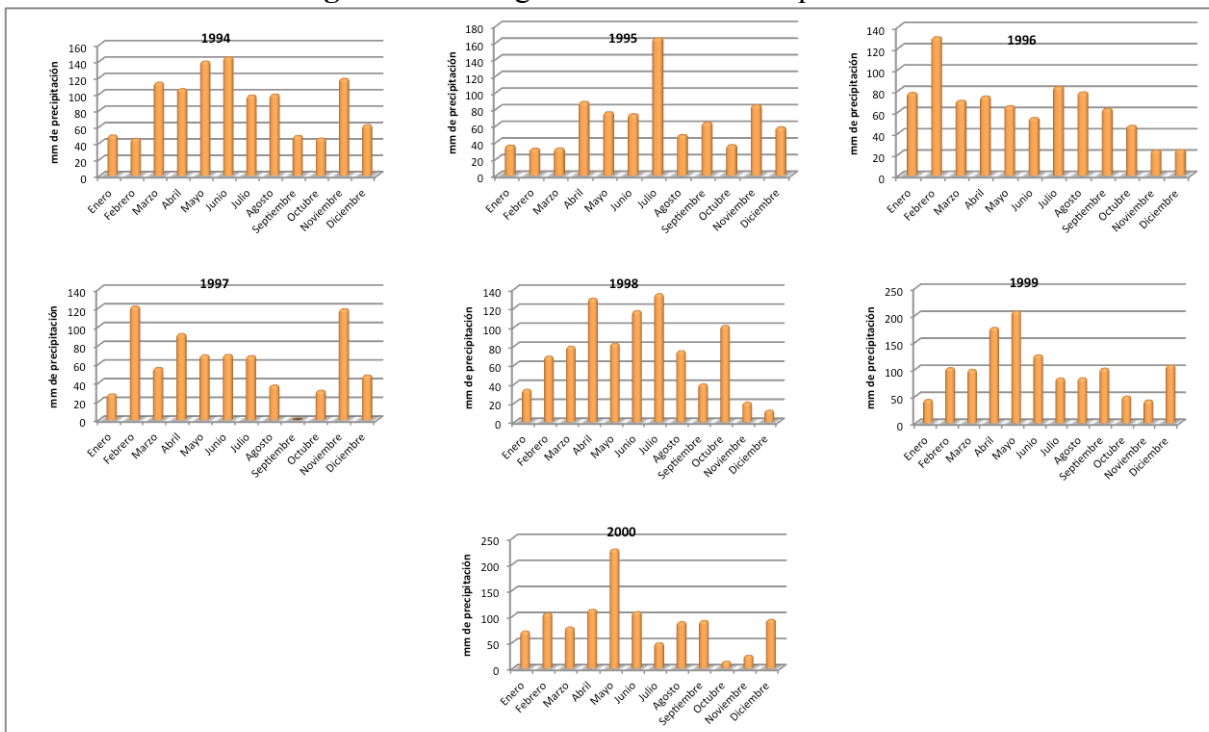 1994
mm de precipitación
160
140
120
100
80
60
40
20
0
Enero
Febrero
Marzo
Abril
Mayo
Junio
Julio
Agosto
Septiembre
Octubre
Noviembre
Diciembre
1995
mm de precipitación
180
160
140
120
100
80
60
40
20
0
Enero
Febrero
Marzo
Abril
Mayo
Junio
Julio
Agosto
Septiembre
Octubre
Noviembre
Diciembre
1996
mm de precipitación
140
120
100
80
60
40
20
0
Enero
Febrero
Marzo
Abril
Mayo
Junio
Julio
Agosto
Septiembre
Octubre
Noviembre
Diciembre
1997
mm de precipitación
140
120
100
80
60
40
20
0
Enero
Febrero
Marzo
Abril
Mayo
Junio
Julio
Agosto
Septiembre
Octubre
Noviembre
Diciembre
1998
mm de precipitación
140
120
100
80
60
40
20
0
Enero
Febrero
Marzo
Abril
Mayo
Junio
Julio
Agosto
Septiembre
Octubre
Noviembre
Diciembre
1999
mm de precipitación
250
200
150
100
50
0
Enero
Febrero
Marzo
Abril
Mayo
Junio
Julio
Agosto
Septiembre
Octubre
Noviembre
Diciembre
2000
mm de precipitación
250
200
150
100
50
0
Enero
Febrero
Marzo
Abril
Mayo
Junio
Julio
Agosto
Septiembre
Octubre
Noviembre
Diciembre